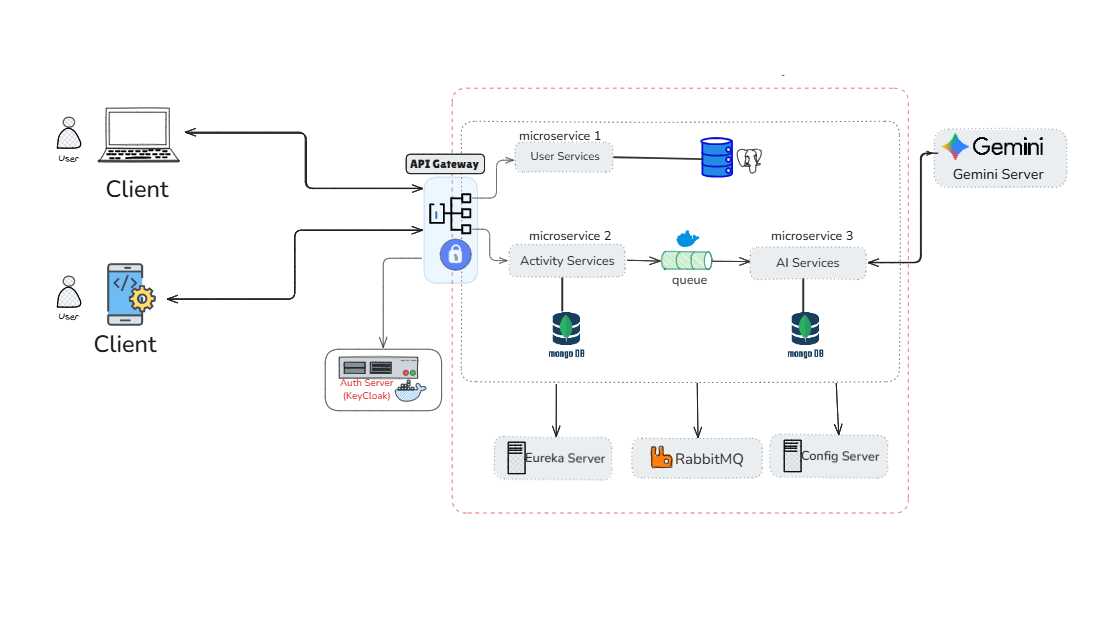 User
Client
User
Client
API Gateway
Auth Server
(KeyCloak)
microservice 1
User Services
microservice 2
Activity Services
queue
microservice 3
AI Services
mongo DB
mongo DB
Eureka Server
RabbitMQ
Config Server
Gemini
Gemini Server